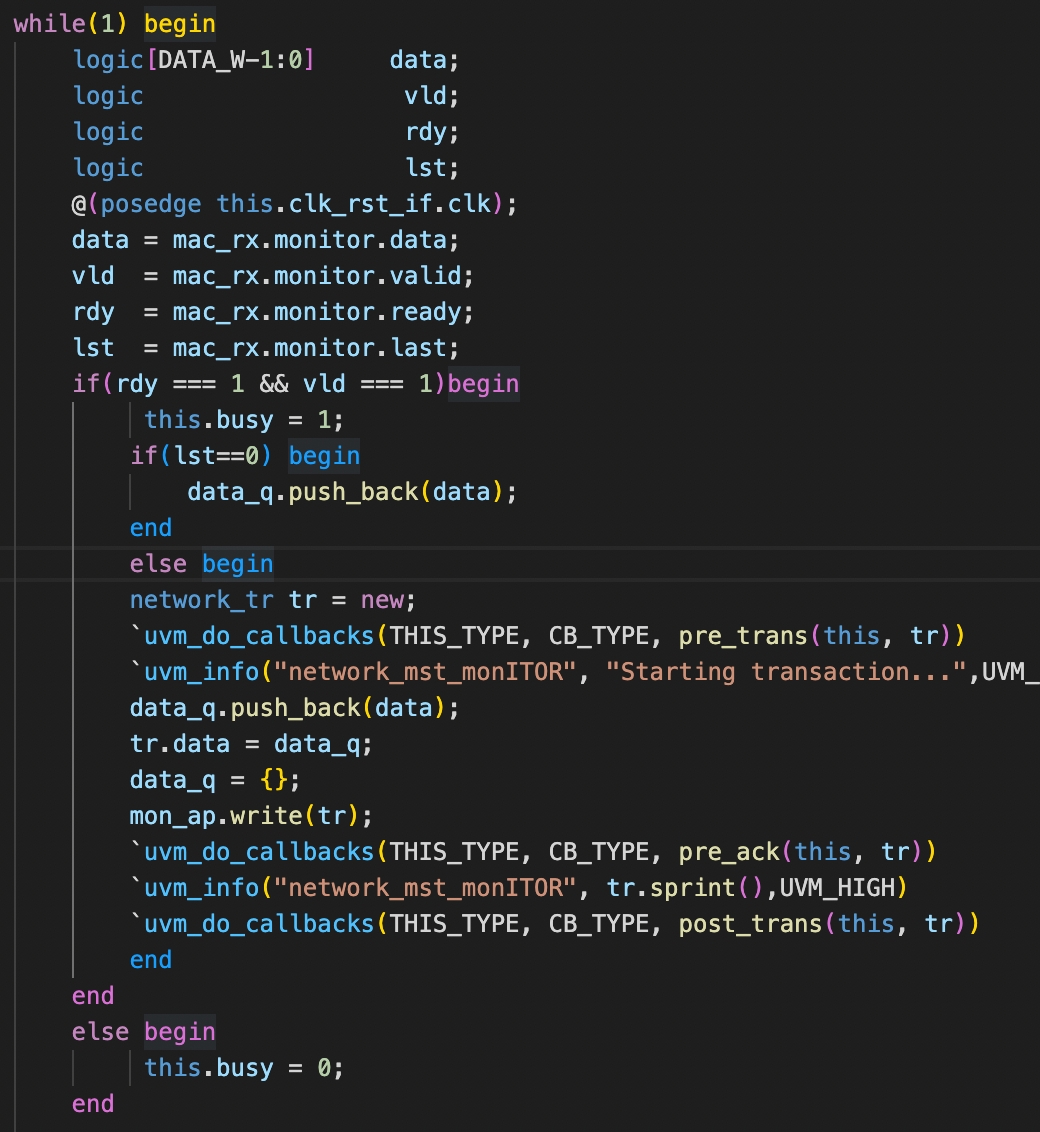 while(1) begin
logic[DATA_W-1:0] data;
logic vld;
logic rdy;
logic lst;
@(posedge this.clk_rst_if.clk);
data = mac_rx.monitor.data;
vld = mac_rx.monitor.valid;
rdy = mac_rx.monitor.ready;
lst = mac_rx.monitor.last;
if(rdy === 1 && vld === 1)begin
this.busy = 1;
if(lst==0) begin
data_q.push_back(data);
end
else begin
network_tr tr = new;
`uvm_do_callbacks(THIS_TYPE, CB_TYPE, pre_trans(this, tr))
`uvm_info("network_mst_monITOR", "Starting transaction...",UVM_
data_q.push_back(data);
tr.data = data_q;
data_q = {};
mon_ap.write(tr);
`uvm_do_callbacks(THIS_TYPE, CB_TYPE, pre_ack(this, tr))
`uvm_info("network_mst_monITOR", tr.sprint(),UVM_HIGH)
`uvm_do_callbacks(THIS_TYPE, CB_TYPE, post_trans(this, tr))
end
end
else begin
this.busy = 0;
end